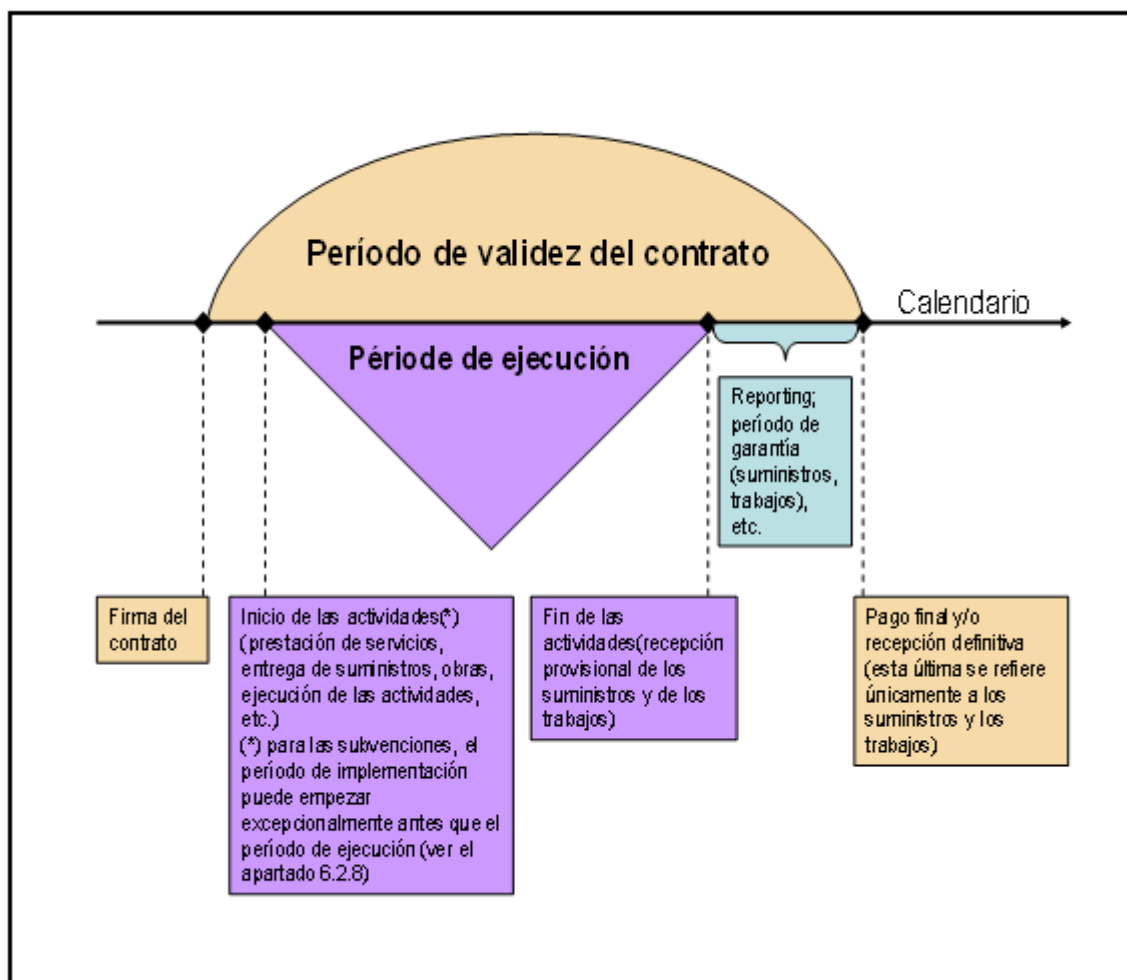 Período de validez del contrato
Calendario
Période de ejecución
Reporting;
período de
garantía
(suministros,
trabajos),
etc.
Firma del
contrato
Inicio de las actividades(*)
(prestación de servicios,
entrega de suministros, obras,
ejecución de las actividades,
etc.)
(*) para las subvenciones, el
período de implementación
puede empezar
excepcionalmente antes que el
período de ejecución (ver el
apartado 6.2.8)
Fin de las
actividades(recepción
provisional de los
suministros y de los
trabajos)
Pago final y/o
recepción definitiva
(esta última se refiere
únicamente a los
suministros y los
trabajos)